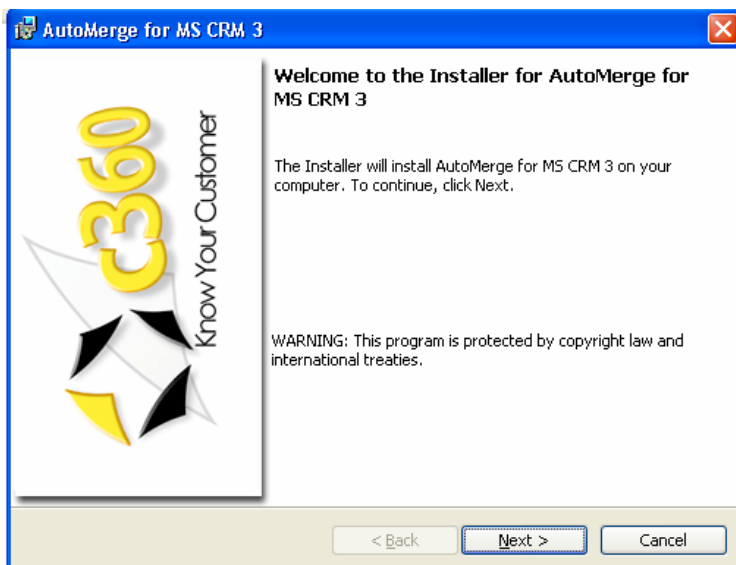 AutoMerge for MS CRM 3
Welcome to the Installer for AutoMerge for
MS CRM 3
The Installer will install AutoMerge for MS CRM 3 on your
computer. To continue, click Next.
WARNING: This program is protected by copyright law and
international treaties.
c360
Know Your Customer
< Back
Next >
Cancel